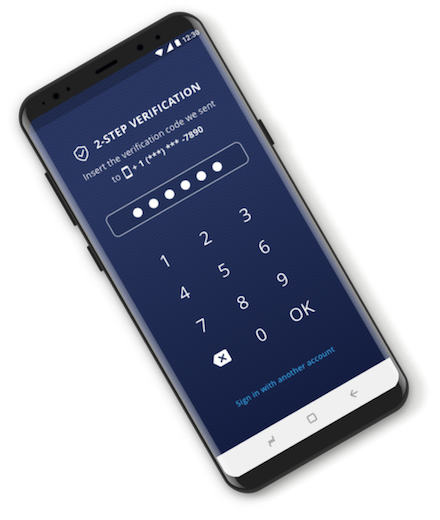 12:30
2-STEP VERIFICATION
Insert the verification code we sent
to + 1 (***) *** -7890
1 2 3
4 5 6
7 8 9
0 OK
Sign in with another account